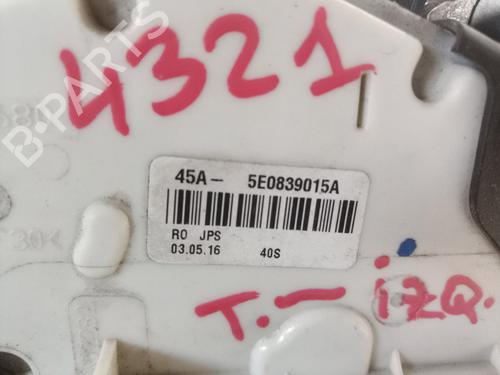 B-PARTS
4321
45A- 5E0839015A
RO JPS
03.05.16 40S
T.- izQ.